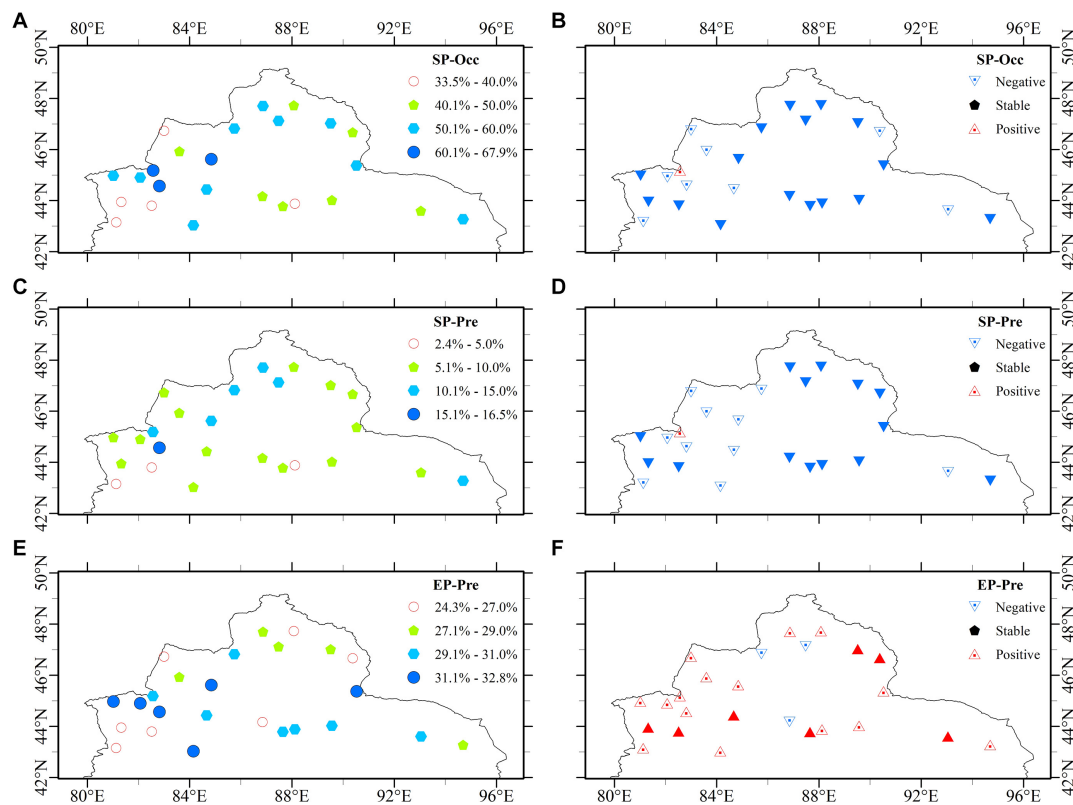 A 80°E 84°E 88°E 92°E 96°E
B 80°E 84°E 88°E 92°E 96°E
50°N
48°N
46°N
44°N
42°N
SP-Occ
33.5% - 40.0%
40.1% - 50.0%
50.1% - 60.0%
60.1% - 67.9%
SP-Occ
Negative
Stable
Positive
50°N
48°N
46°N
44°N
42°N
C
50°N
48°N
46°N
44°N
42°N
SP-Pre
2.4% - 5.0%
5.1% - 10.0%
10.1% - 15.0%
15.1% - 16.5%
D
SP-Pre
Negative
Stable
Positive
50°N
48°N
46°N
44°N
42°N
E
50°N
48°N
46°N
44°N
42°N
EP-Pre
24.3% - 27.0%
27.1% - 29.0%
29.1% - 31.0%
31.1% - 32.8%
F
EP-Pre
Negative
Stable
Positive
50°N
48°N
46°N
44°N
42°N
80°E 84°E 88°E 92°E 96°E
80°E 84°E 88°E 92°E 96°E